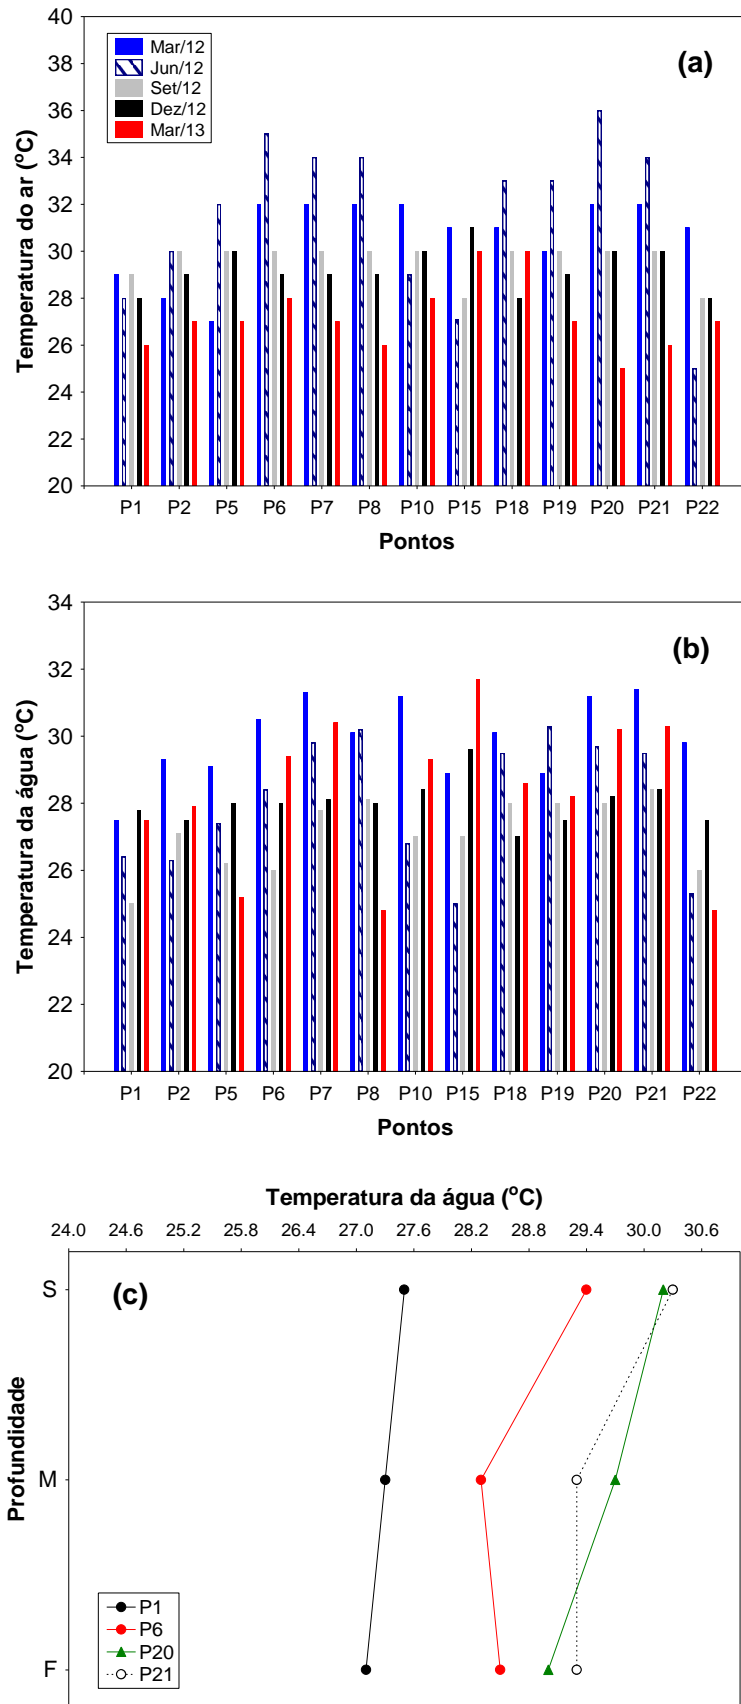 40
38
36
34
32
30
28
26
24
22
20
Temperatura do ar (°C)
(a)
Mar/12
Jun/12
Set/12
Dez/12
Mar/13
P1 P2 P5 P6 P7 P8 P10 P15 P18 P19 P20 P21 P22
Pontos
34
32
30
28
26
24
22
20
Temperatura da água (°C)
(b)
P1 P2 P5 P6 P7 P8 P10 P15 P18 P19 P20 P21 P22
Pontos
Temperatura da água (°C)
24.0 24.6 25.2 25.8 26.4 27.0 27.6 28.2 28.8 29.4 30.0 30.6
(c)
S
M
F
Profundidade
P1
P6
P20
P21